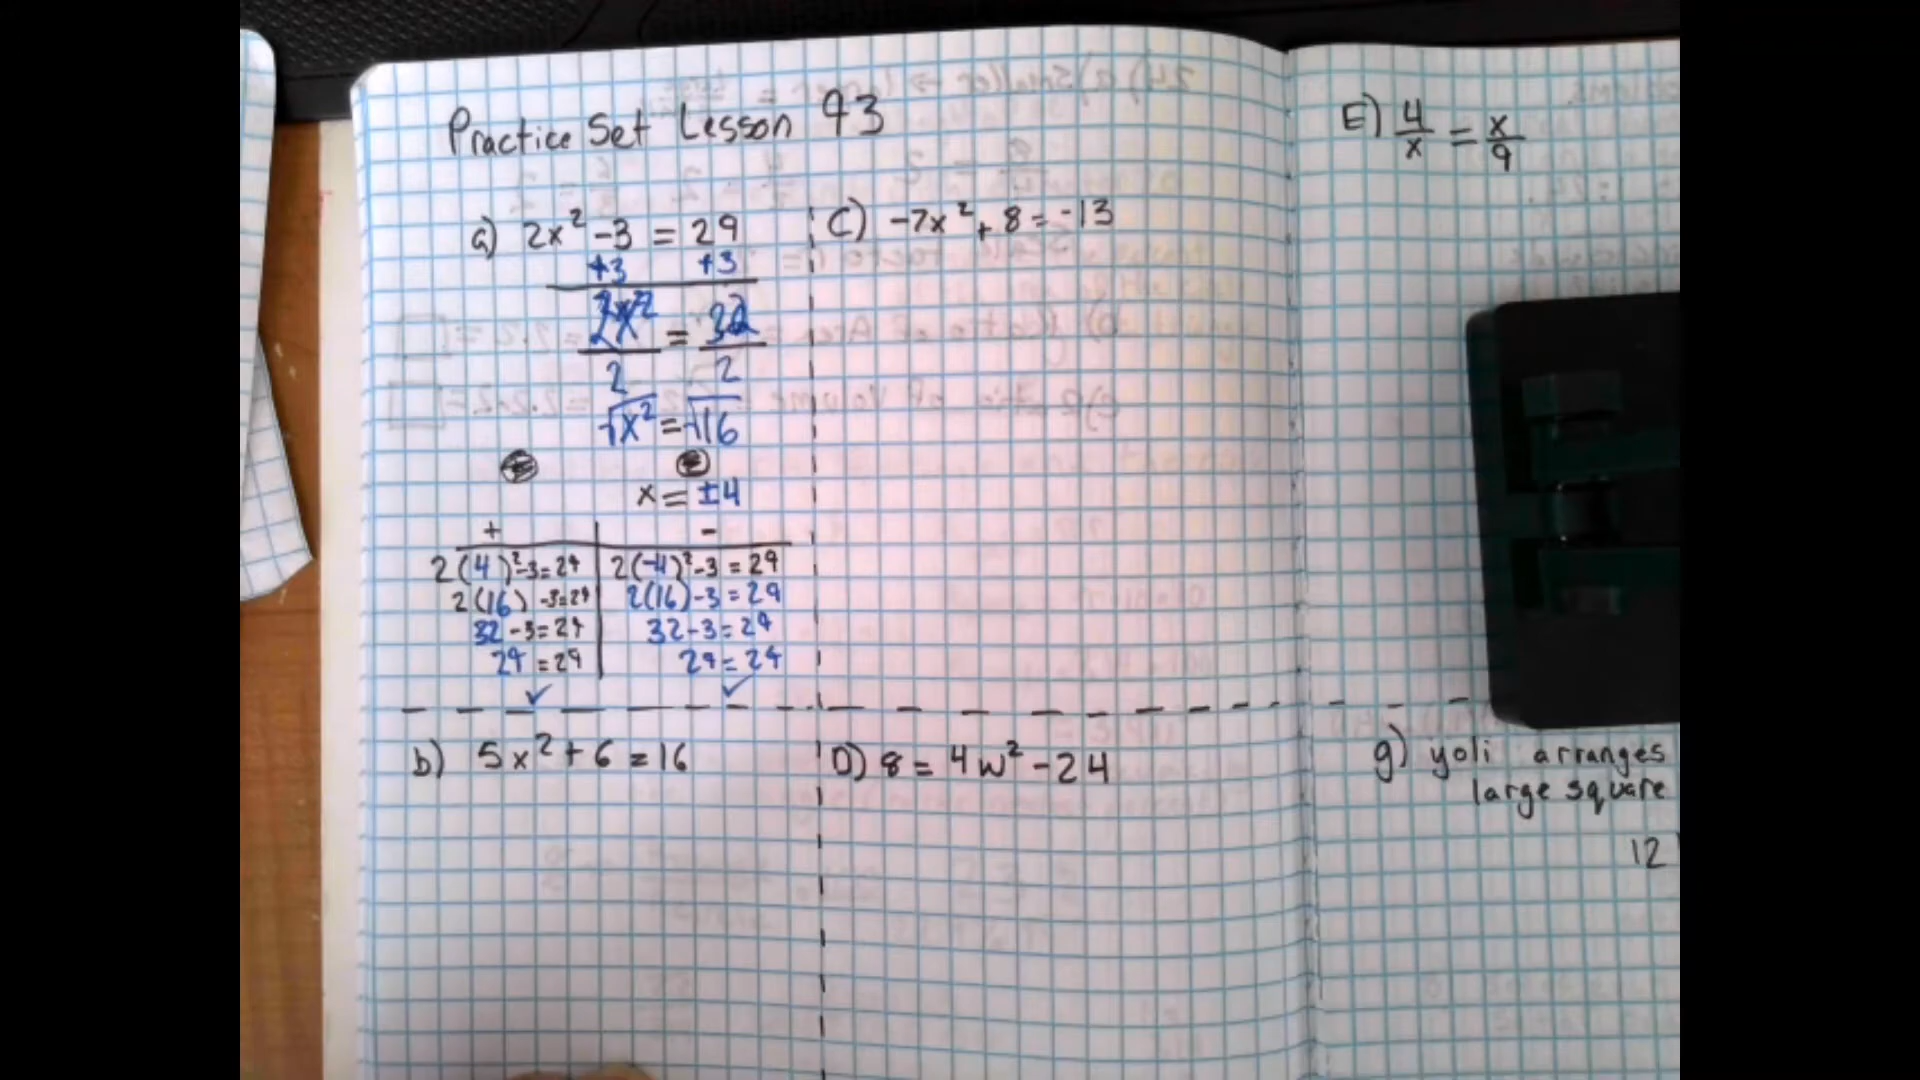 Practice Set Lesson 93
a) 2x² - 3 = 29
+3 +3
2x² = 32
2 2
√x² = √16
x = ±4
+ -
2(4)²-3=29 2(-4)²-3=29
2(16) -3=29 2(16)-3=29
32-3=29 32-3=29
29=29 29=29
✓ ✓
b) 5x² + 6 = 16
C) -7x² + 8 = -13
D) 8 = 4w² - 24
E) 4/x = x/9
g) yoli arranges
large square
12